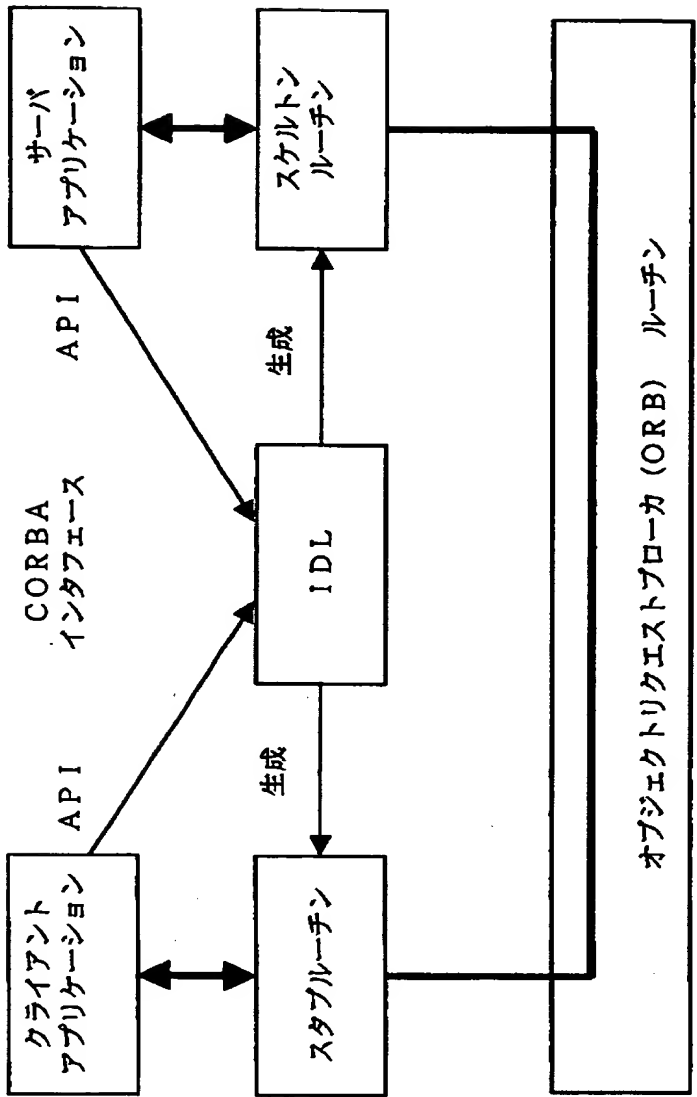 クライアント
アプリケーション
API
CORBA
インタフェース
API
サーバ
アプリケーション
スタブルーチン
生成
IDL
生成
スケルトン
ルーチン
オブジェクトリクエストブローカ (ORB) ルーチン